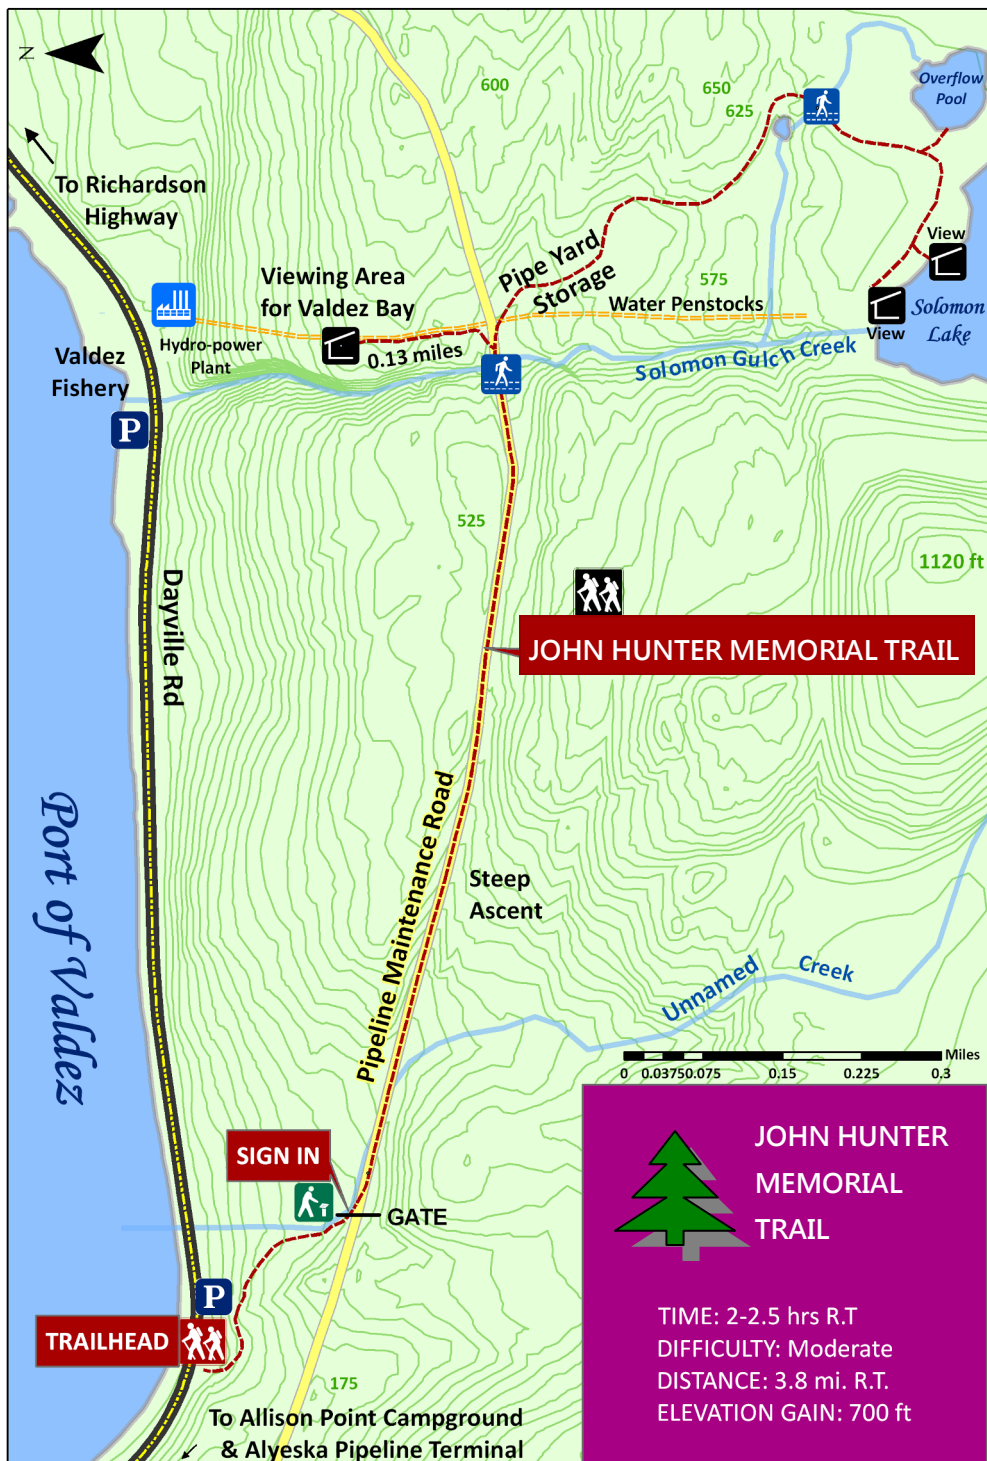 N
600
650
625
Overflow
Pool
To Richardson
Highway
View
Pipe Yard
Storage
Viewing Area
for Valdez Bay
575
Water Penstocks
Solomon
Lake
View
Hydro-power
Plant
0.13 miles
Solomon Gulch Creek
Valdez
Fishery
P
525
1120 ft
Dayville Rd
JOHN HUNTER MEMORIAL TRAIL
Port of Valdez
Pipeline Maintenance Road
Steep
Ascent
Unnamed Creek
Miles
0 0.0375 0.075 0.15 0.225 0.3
SIGN IN
GATE
P
TRAILHEAD
175
To Allison Point Campground
& Alyeska Pipeline Terminal
JOHN HUNTER
MEMORIAL
TRAIL
TIME: 2-2.5 hrs R.T
DIFFICULTY: Moderate
DISTANCE: 3.8 mi. R.T.
ELEVATION GAIN: 700 ft